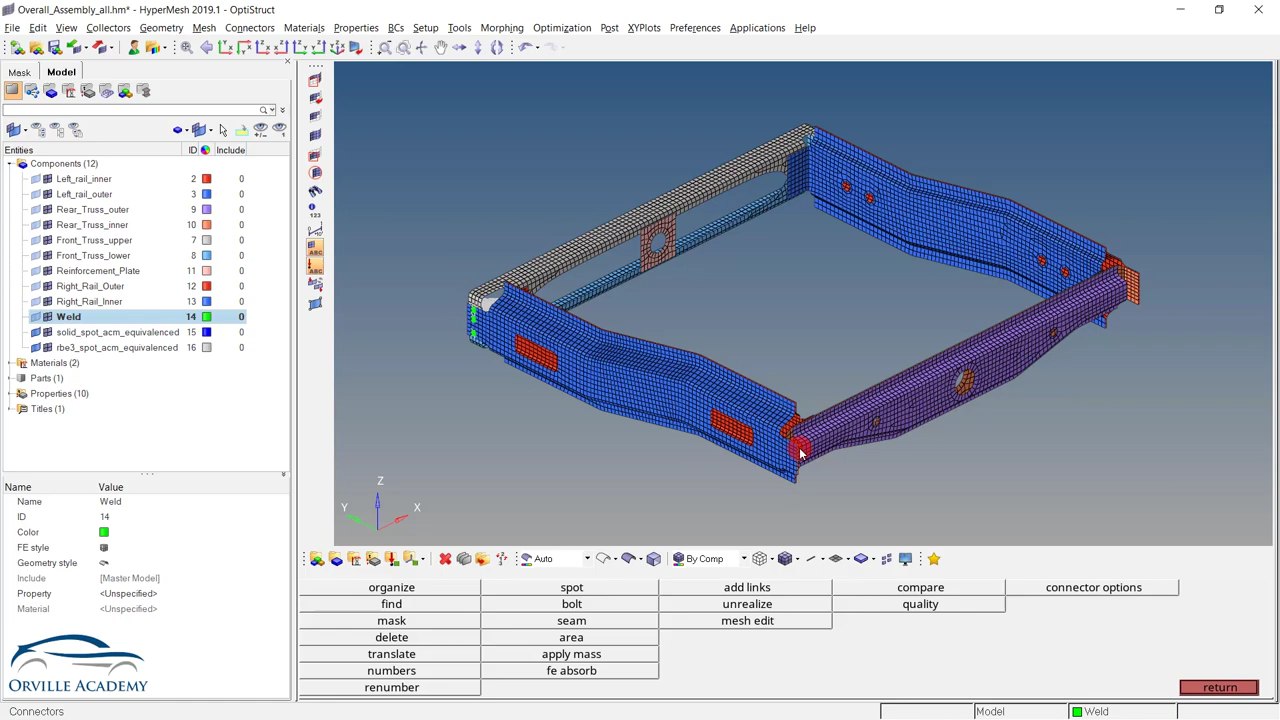 Overall_Assembly_all.hm* - HyperMesh 2019.1 - OptiStruct
File Edit View Collectors Geometry Mesh Connectors Materials Properties BCs Setup Tools Morphing Optimization Post XYPlots Preferences Applications Help
Mask Model
Entities ID Include
Components (12)
Left_rail_inner 2 0
Left_rail_outer 3 0
Rear_Truss_outer 9 0
Rear_Truss_inner 10 0
Front_Truss_upper 7 0
Front_Truss_lower 8 0
Reinforcement_Plate 11 0
Right_Rail_Outer 12 0
Right_Rail_Inner 13 0
Weld 14 0
solid_spot_acm_equivalenced 15 0
rbe3_spot_acm_equivalenced 16 0
Materials (2)
Parts (1)
Properties (10)
Titles (1)
Name Value
Name Weld
ID 14
Color
FE style
Geometry style
Include [Master Model]
Property <Unspecified>
Material <Unspecified>
ORVILLE ACADEMY
123
ABC
ABC
Z
Y
X
Auto By Comp
organize spot add links compare connector options
find bolt unrealize quality
mask seam mesh edit
delete area
translate apply mass
numbers fe absorb
renumber return
Connectors Model Weld